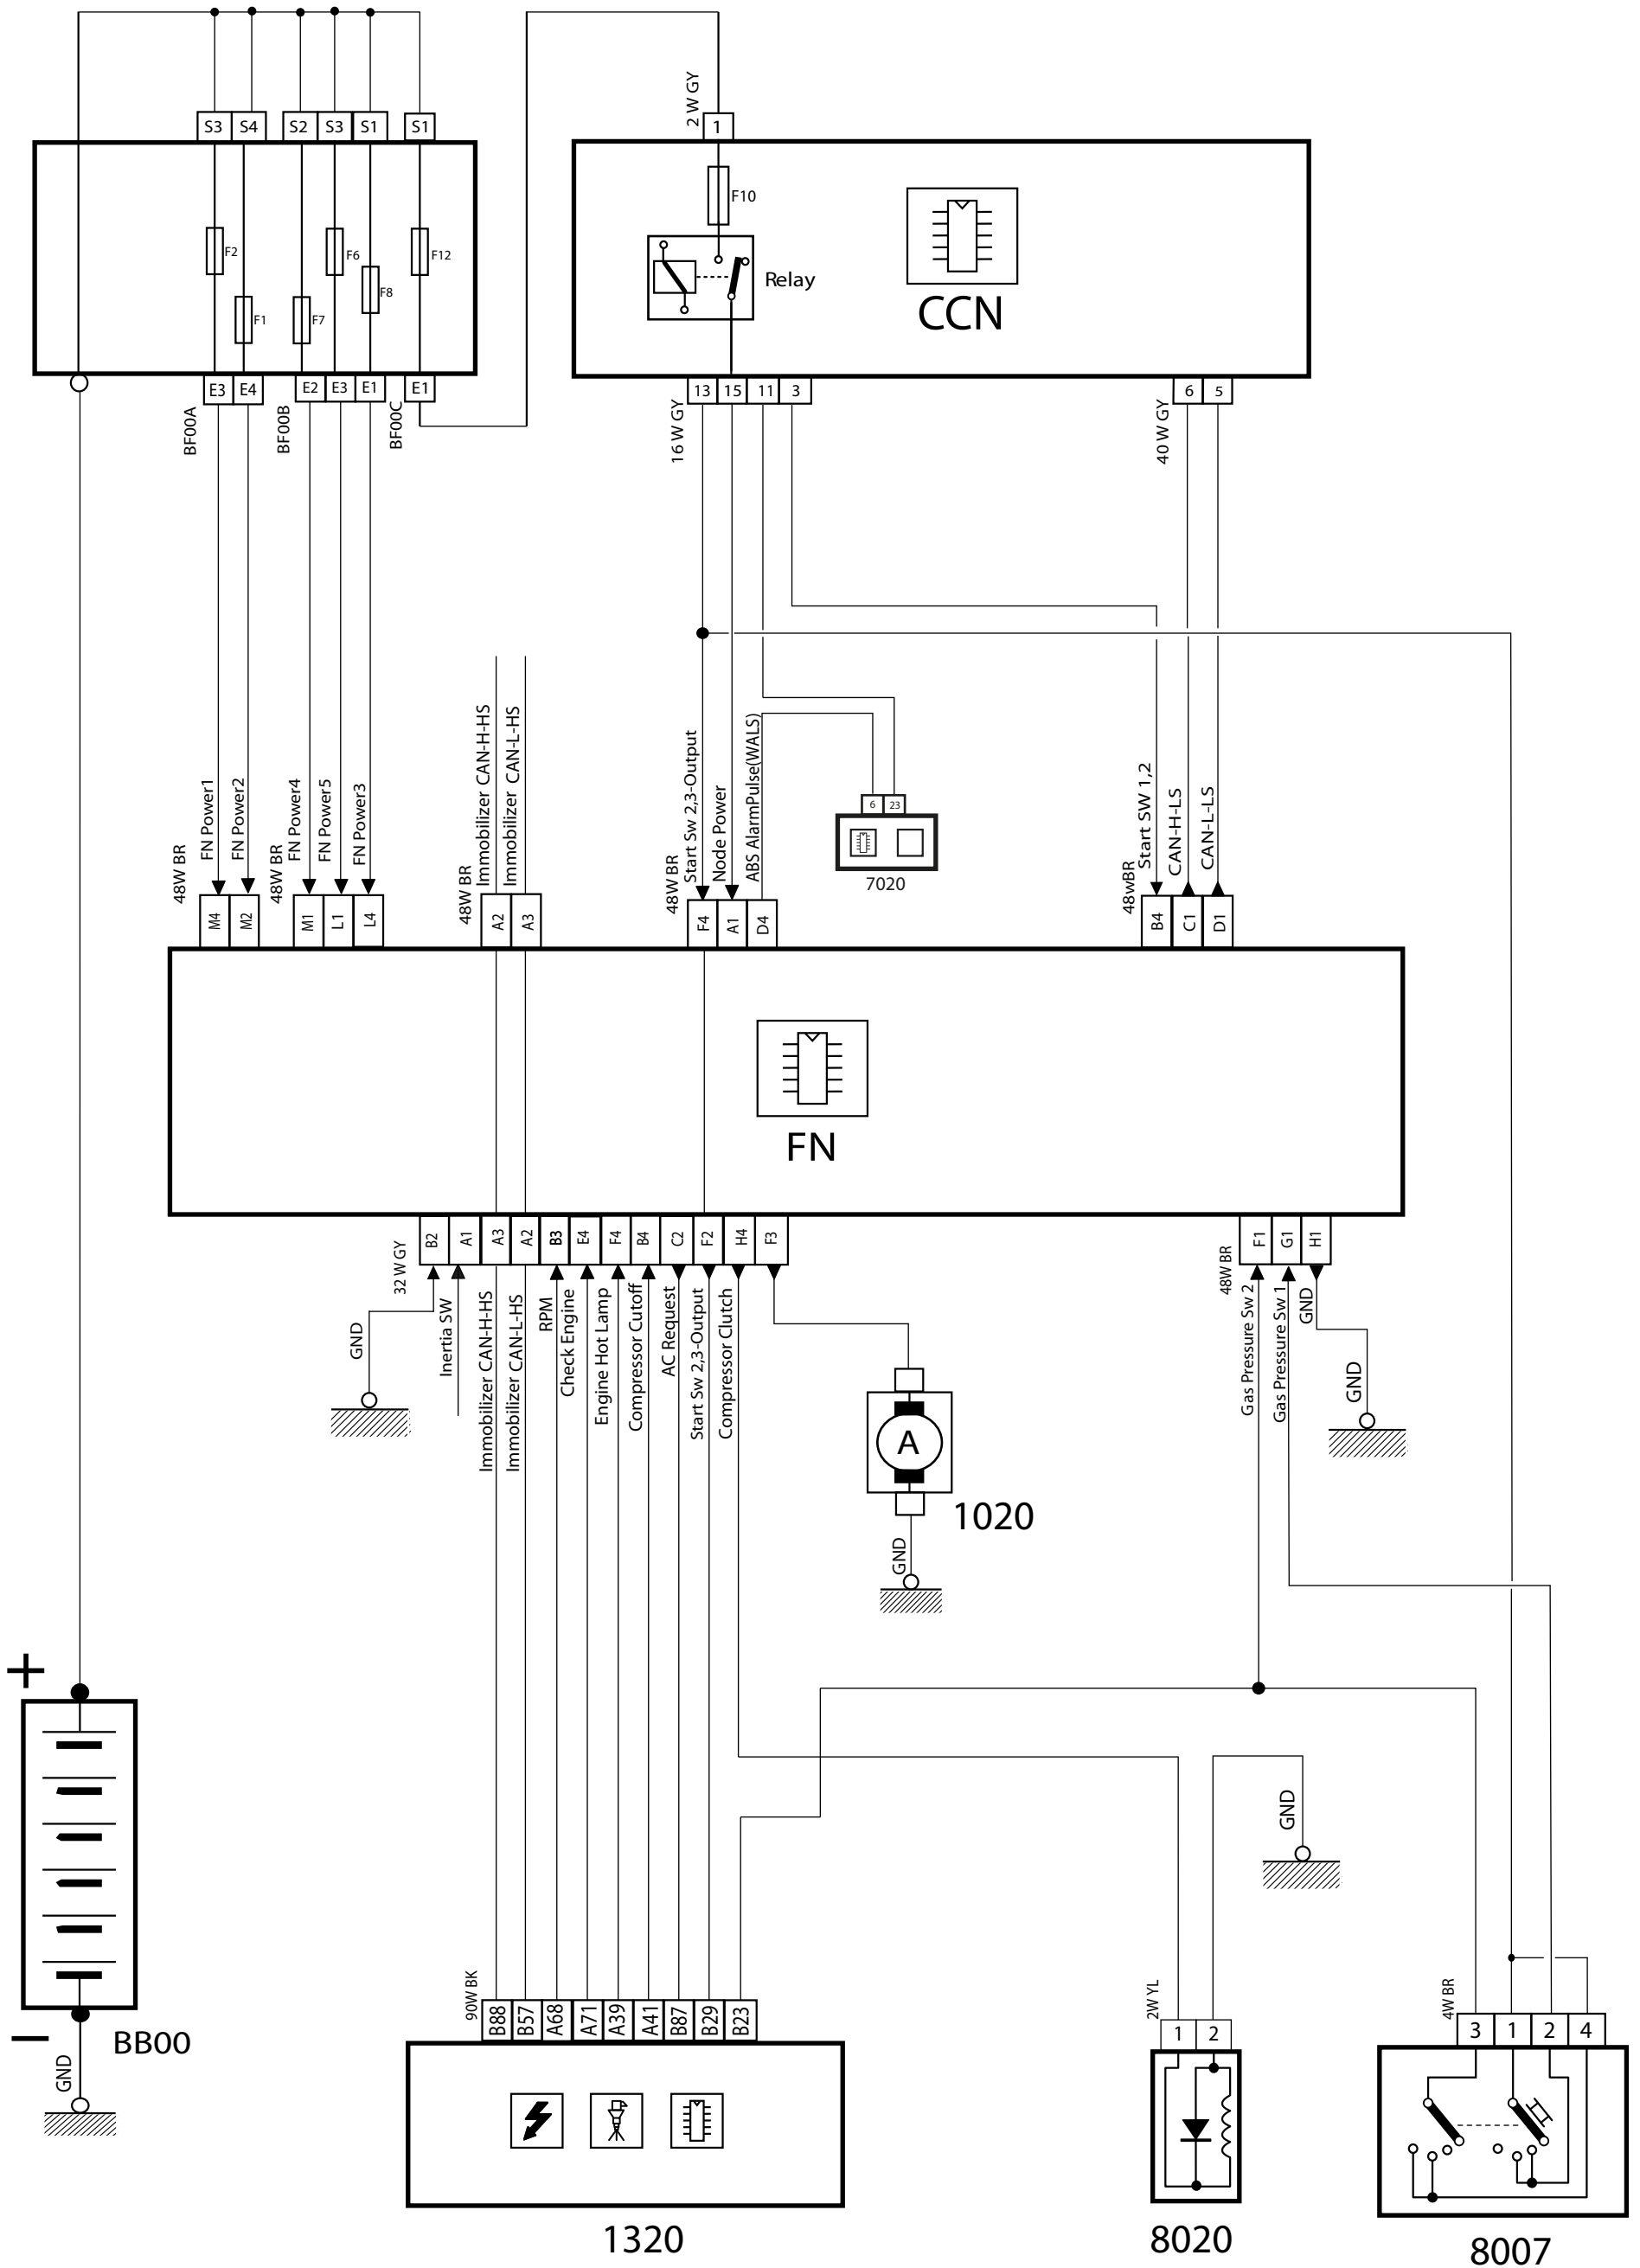 2 W GY
S3 S4 S2 S3 S1 S1
1
F10
F2 F6 F12
F8
F1 F7
Relay
CCN
E3 E4 E2 E3 E1 E1
13 15 11 3
6 5
BF00A
BF00B
BF00C
16 W GY
40 W GY
48W BR
FN Power1
FN Power2
48W BR
FN Power4
FN Power5
FN Power3
48W BR
Immobilizer CAN-H-HS
Immobilizer CAN-L-HS
48W BR
Start Sw 2,3-Output
Node Power
ABS AlarmPulse(WALS)
6 23
7020
48wBR
Start SW 1,2
CAN-H-LS
CAN-L-LS
M4 M2 M1 L1 L4 A2 A3 F4 A1 D4 B4 C1 D1
FN
B2 A1 A3 A2 B3 E4 F4 B4 C2 F2 H4 F3
F1 G1 H1
32 W GY
GND
Inertia SW
Immobilizer CAN-H-HS
Immobilizer CAN-L-HS
RPM
Check Engine
Engine Hot Lamp
Compressor Cutoff
AC Request
Start Sw 2,3-Output
Compressor Clutch
48W BR
Gas Pressure Sw 2
Gas Pressure Sw 1
GND
GND
A
1020
GND
+
GND
−
BB00
GND
90W BK
B88 B57 A68 A71 A39 A41 B87 B29 B23
1320
2W YL
1 2
8020
4W BR
3 1 2 4
8007